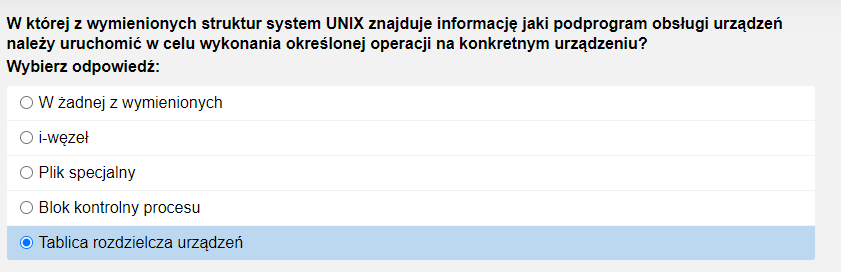 W której z wymienionych struktur system UNIX znajduje informację jaki podprogram obsługi urządzeń
należy uruchomić w celu wykonania określonej operacji na konkretnym urządzeniu?
Wybierz odpowiedź:
W żadnej z wymienionych
i-węzeł
Plik specjalny
Blok kontrolny procesu
Tablica rozdzielcza urządzeń